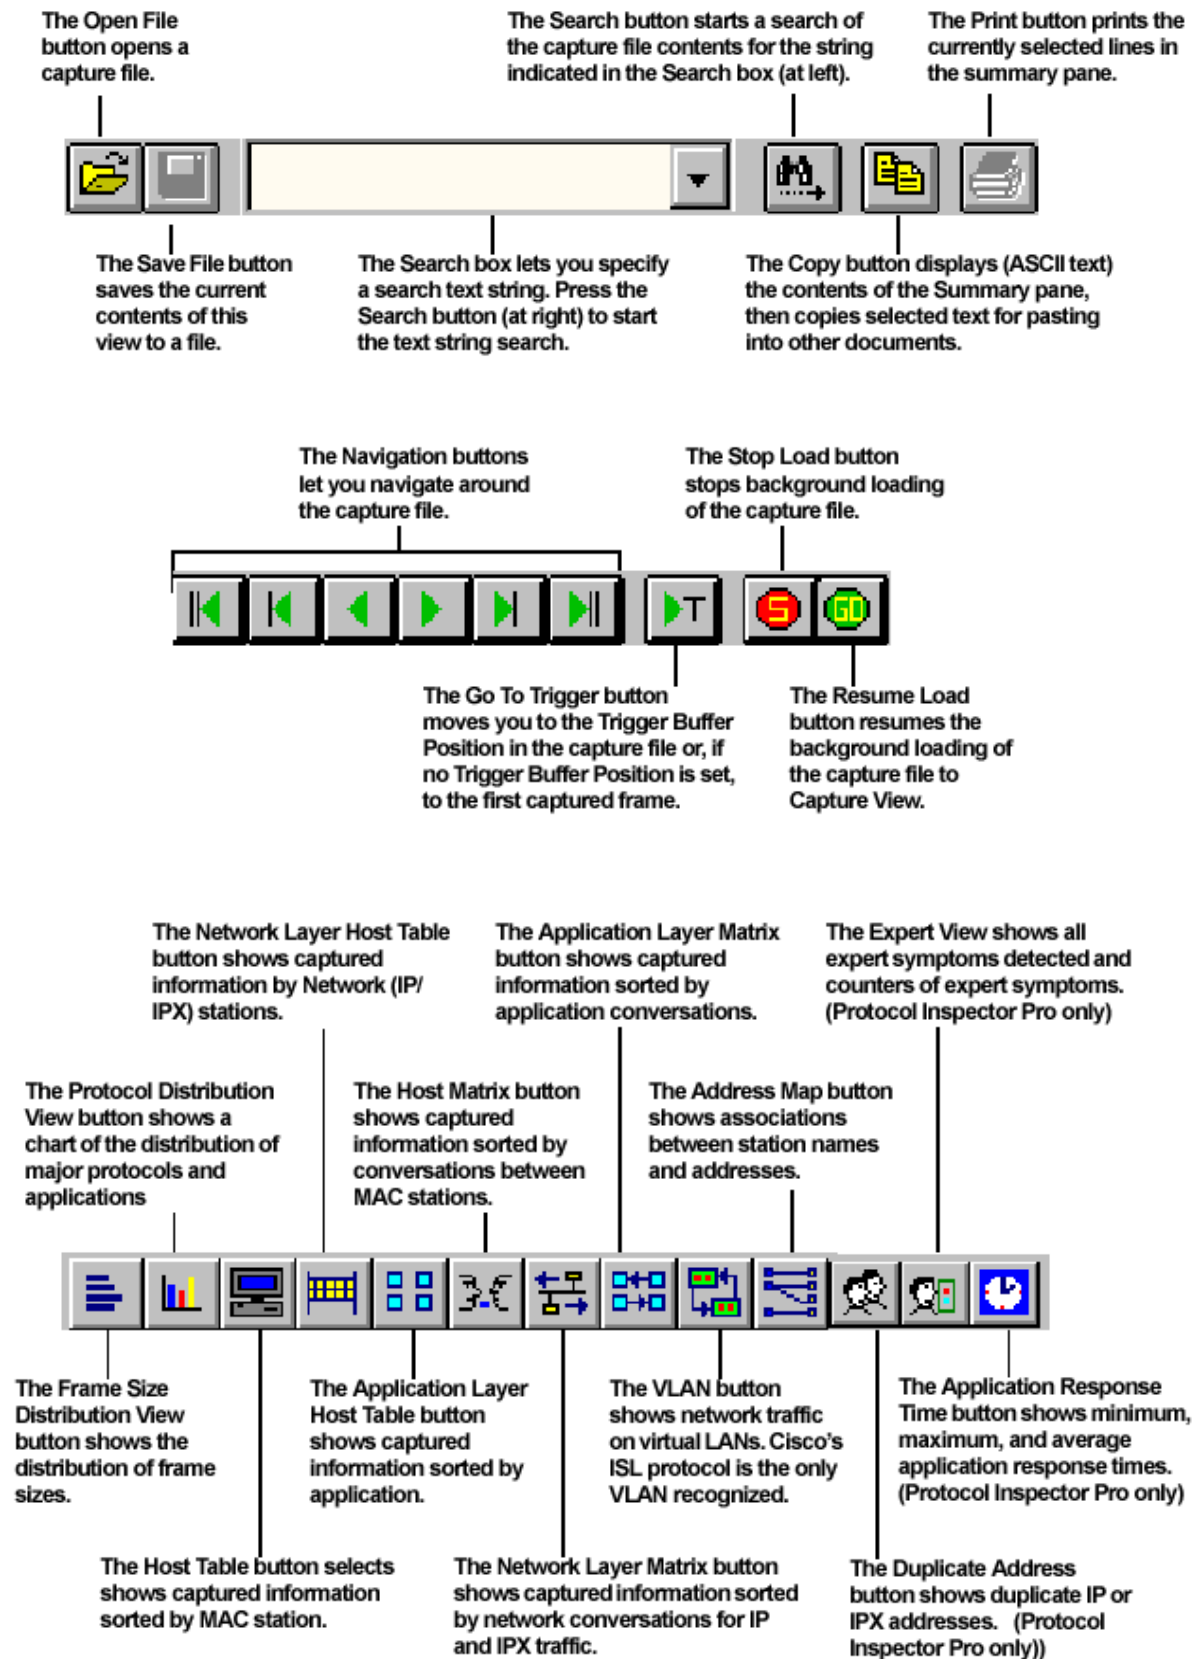 The Open File
button opens a
capture file.
The Search button starts a search of
the capture file contents for the string
indicated in the Search box (at left).
The Print button prints the
currently selected lines in
the summary pane.
The Save File button
saves the current
contents of this
view to a file.
The Search box lets you specify
a search text string. Press the
Search button (at right) to start
the text string search.
The Copy button displays (ASCII text)
the contents of the Summary pane,
then copies selected text for pasting
into other documents.
The Navigation buttons
let you navigate around
the capture file.
The Stop Load button
stops background loading
of the capture file.
T
S
GO
The Go To Trigger button
moves you to the Trigger Buffer
Position in the capture file or, if
no Trigger Buffer Position is set,
to the first captured frame.
The Resume Load
button resumes the
background loading of
the capture file to
Capture View.
The Network Layer Host Table
button shows captured
information by Network (IP/
IPX) stations.
The Application Layer Matrix
button shows captured
information sorted by
application conversations.
The Expert View shows all
expert symptoms detected and
counters of expert symptoms.
(Protocol Inspector Pro only)
The Protocol Distribution
View button shows a
chart of the distribution of
major protocols and
applications
The Host Matrix button
shows captured
information sorted by
conversations between
MAC stations.
The Address Map button
shows associations
between station names
and addresses.
The Frame Size
Distribution View
button shows the
distribution of frame
sizes.
The Application Layer
Host Table button
shows captured
information sorted by
application.
The VLAN button
shows network traffic
on virtual LANs. Cisco's
ISL protocol is the only
VLAN recognized.
The Application Response
Time button shows minimum,
maximum, and average
application response times.
(Protocol Inspector Pro only)
The Host Table button selects
shows captured information
sorted by MAC station.
The Network Layer Matrix button
shows captured information sorted
by network conversations for IP
and IPX traffic.
The Duplicate Address
button shows duplicate IP or
IPX addresses. (Protocol
Inspector Pro only))